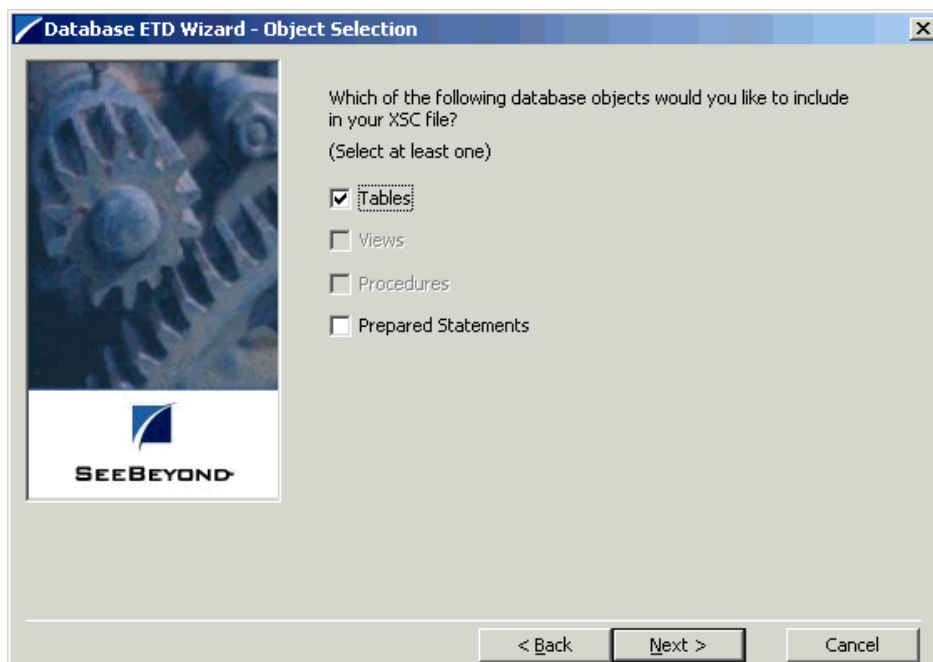 Database ETD Wizard - Object Selection
Which of the following database objects would you like to include
in your XSC file?
(Select at least one)
Tables
Views
Procedures
Prepared Statements
SEEBEYOND
< Back
Next >
Cancel